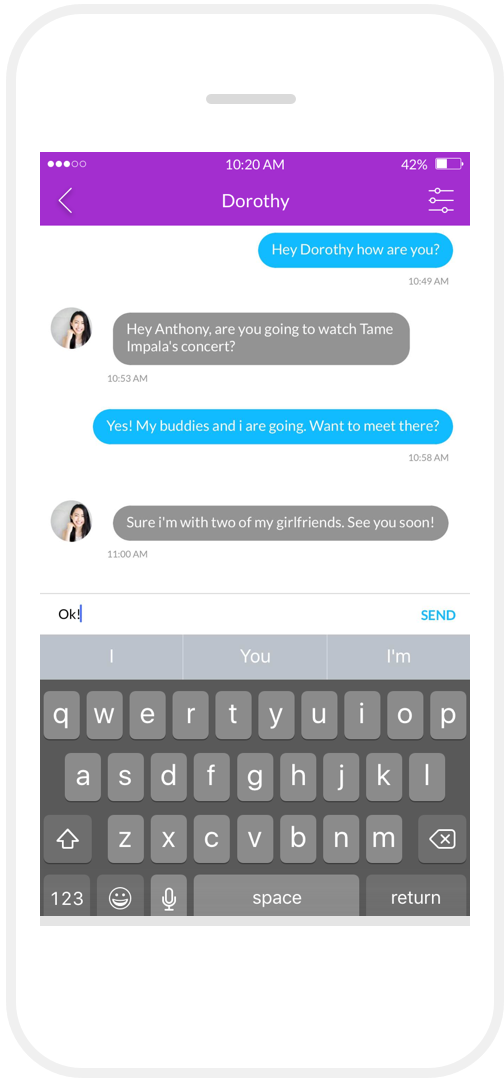 10:20 AM 42%
Dorothy
Hey Dorothy how are you?
10:49 AM
Hey Anthony, are you going to watch Tame
Impala's concert?
10:53 AM
Yes! My buddies and i are going. Want to meet there?
10:58 AM
Sure i'm with two of my girlfriends. See you soon!
11:00 AM
Ok! SEND
I You I'm
q w e r t y u i o p
a s d f g h j k l
z x c v b n m
123 space return